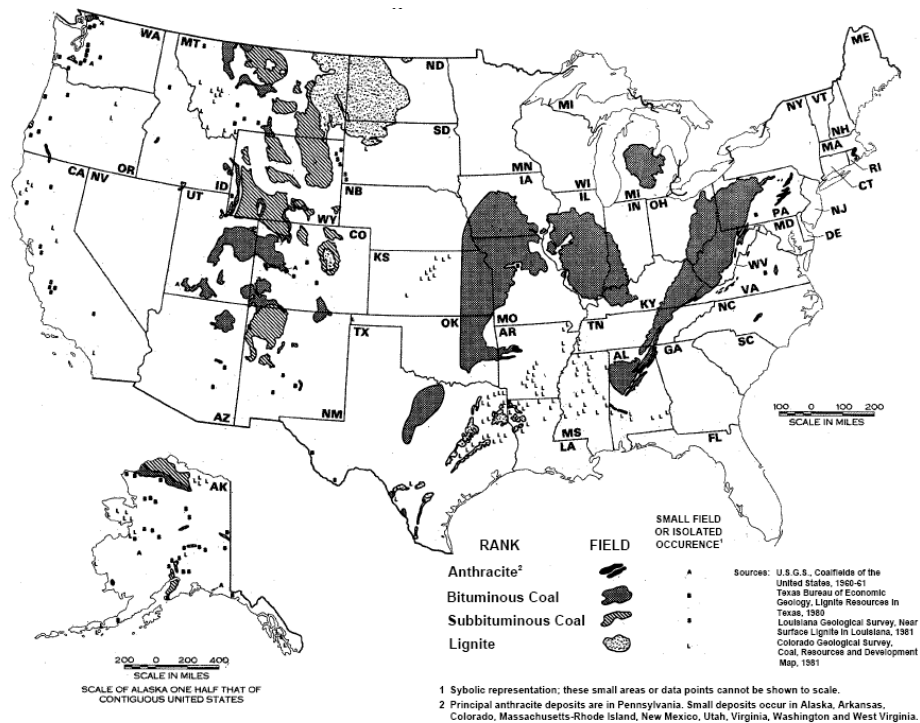 WA
MT
ND
ME
MI
NY
VT
NH
MA
SD
MN
RI
CT
OR
ID
CA
NV
UT
WY
NB
IA
WI
IL
MI
IN
OH
PA
NJ
MD
DE
CO
KS
WV
VA
KY
NC
TX
OK
MO
AR
TN
SC
AL
GA
AZ
NM
MS
LA
FL
100 0 100 200
SCALE IN MILES
AK
200 0 200 400
SCALE IN MILES
SCALE OF ALASKA ONE HALF THAT OF
CONTIGUOUS UNITED STATES
RANK
FIELD
SMALL FIELD
OR ISOLATED
OCCURENCE1
Anthracite2
A
Bituminous Coal
Subbituminous Coal
Lignite
L
Sources: U.S.G.S., Coalfields of the
United States, 1960-61
Texas Bureau of Economic
Geology, Lignite Resources in
Texas, 1980
Louisiana Geological Survey, Near
Surface Lignite in Louisiana, 1981
Colorado Geological Survey,
Coal, Resources and Development
Map, 1981
1 Sybolic representation; these small areas or data points cannot be shown to scale.
2 Principal anthracite deposits are in Pennsylvania. Small deposits occur in Alaska, Arkansas,
Colorado, Massachusetts-Rhode Island, New Mexico, Utah, Virginia, Washington and West Virginia.